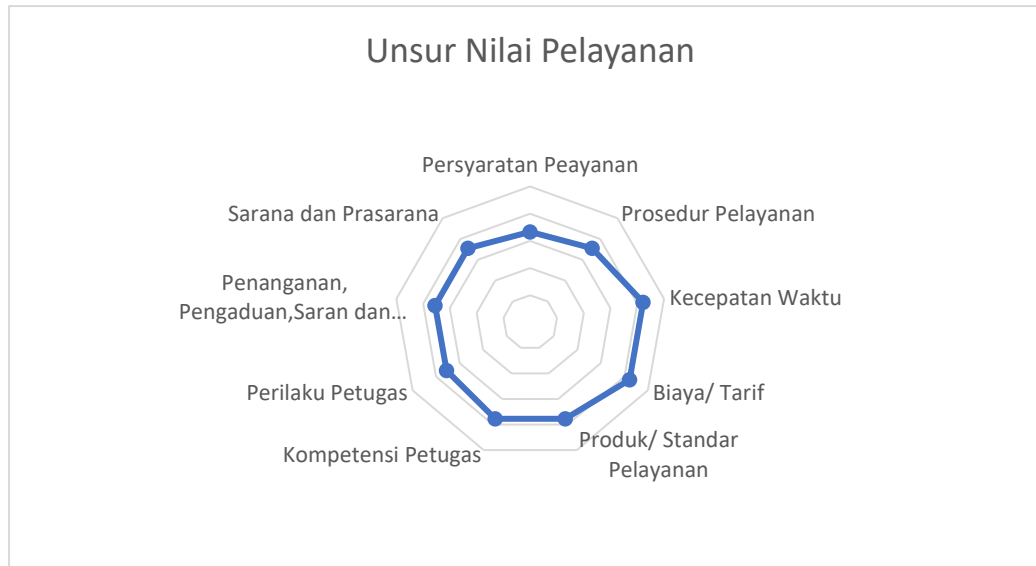 Unsur Nilai Pelayanan
Persyaratan Peayanan
Prosedur Pelayanan
Kecepatan Waktu
Biaya/ Tarif
Produk/ Standar
Pelayanan
Kompetensi Petugas
Perilaku Petugas
Penanganan,
Pengaduan,Saran dan...
Sarana dan Prasarana